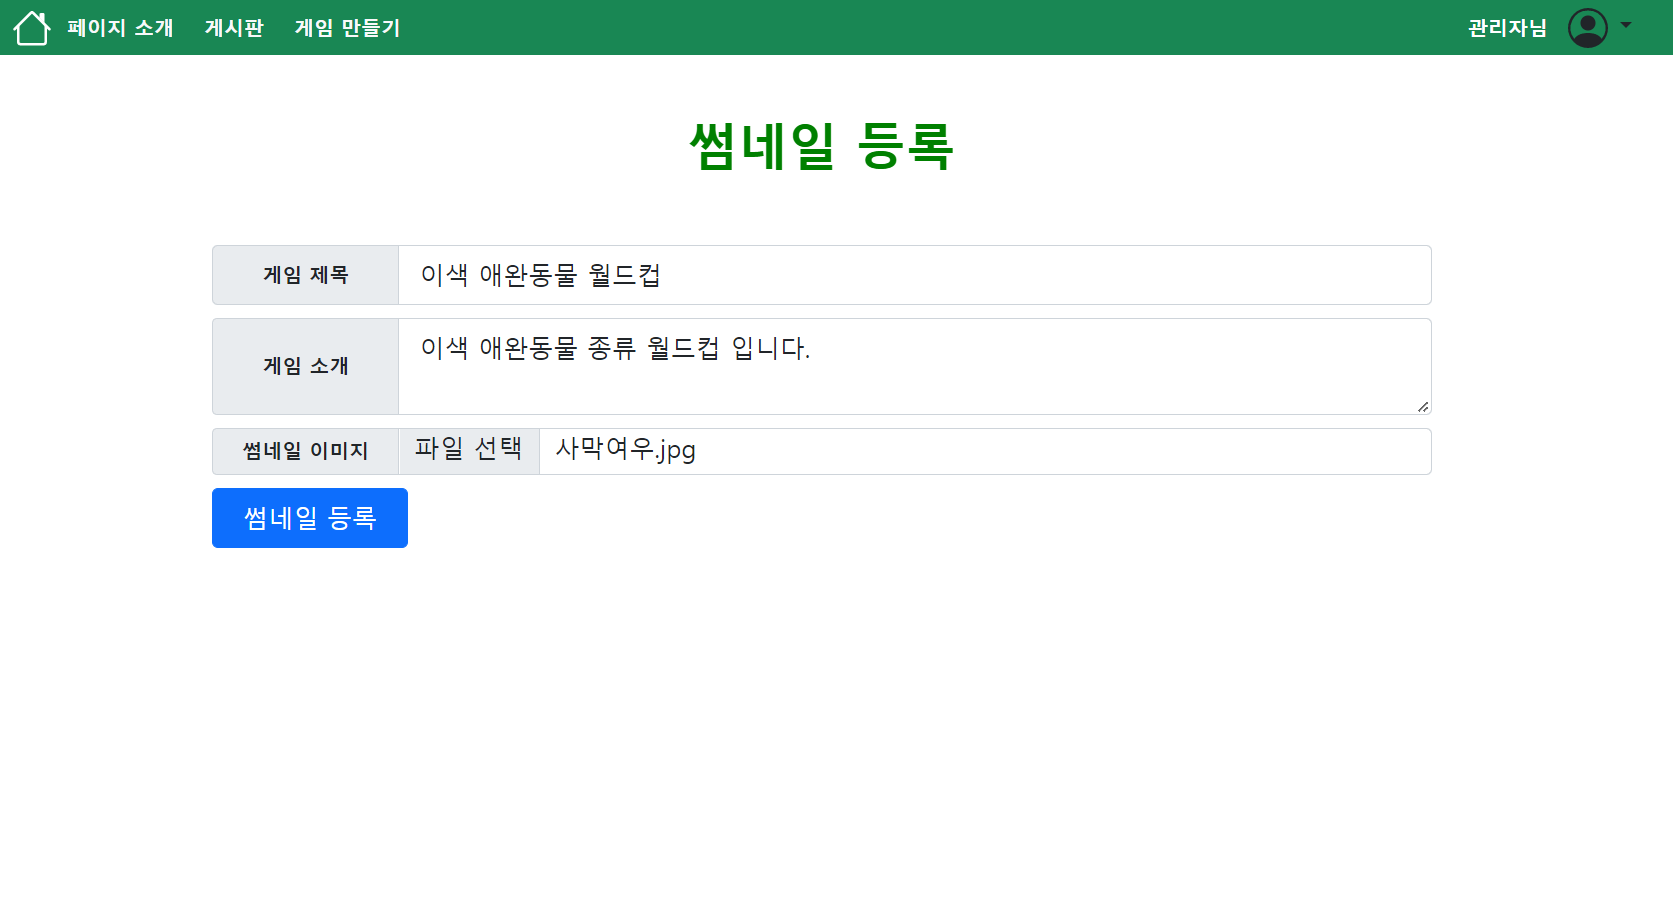 페이지 소개 게시판 게임 만들기 관리자님
썸네일 등록
게임 제목 이색 애완동물 월드컵
게임 소개 이색 애완동물 종류 월드컵 입니다.
썸네일 이미지 파일 선택 사막여우.jpg
썸네일 등록